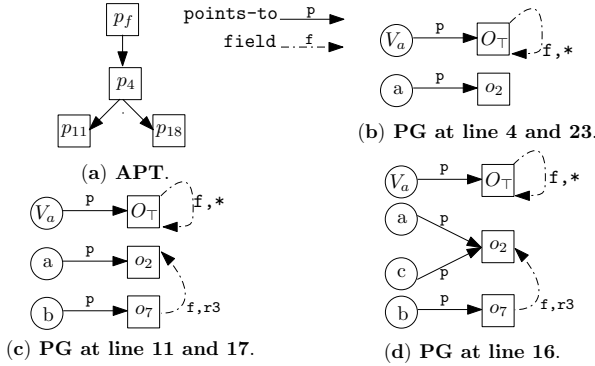 p_f
p_4
p_11 p_18
(a) APT.
points-to p
field f
V_a p O_⊤ f,*
a p o_2
(b) PG at line 4 and 23.
V_a p O_⊤ f,*
a p o_2
b p o_7 f,r3
(c) PG at line 11 and 17.
V_a p O_⊤ f,*
a p o_2
c p
b p o_7 f,r3
(d) PG at line 16.